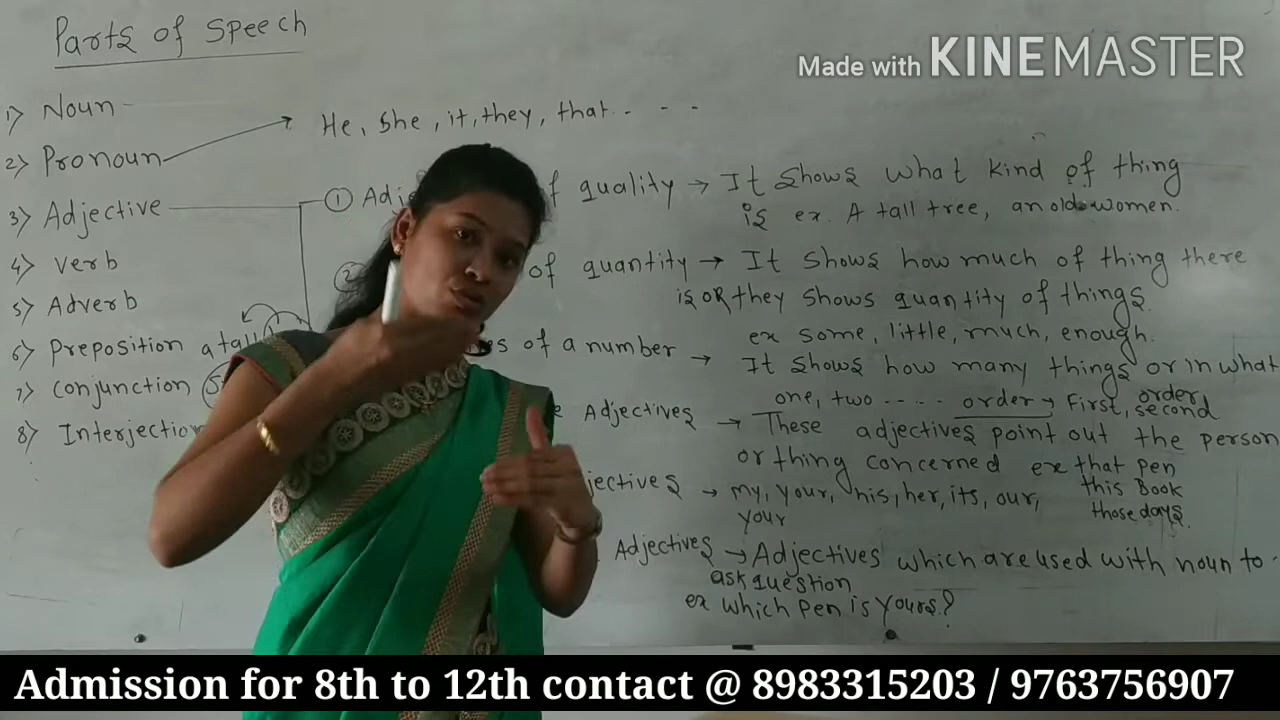 Parts of Speech
Made with KINEMASTER
1) Noun
He, She, it, they, that . . - - -
2) Pronoun
3) Adjective
① Adj of quality → It shows what kind of thing
is ex. A tall tree, an old women.
4) Verb
② of quantity → It shows how much of thing there
is OR they shows quantity of things.
ex some, little, much, enough.
5) Adverb
6) Preposition a tall
s of a number → It shows how many things or in what
order
one, two - - - - order → First, second
7) Conjunction
Adjectives → These adjectives point out the person
or thing concerned ex that pen
this Book
those days.
8) Interjection
jectives → my, your, his, her, its, our,
your
Adjectives → Adjectives which are used with noun to
ask question
ex which pen is yours?
Admission for 8th to 12th contact @ 8983315203 / 9763756907